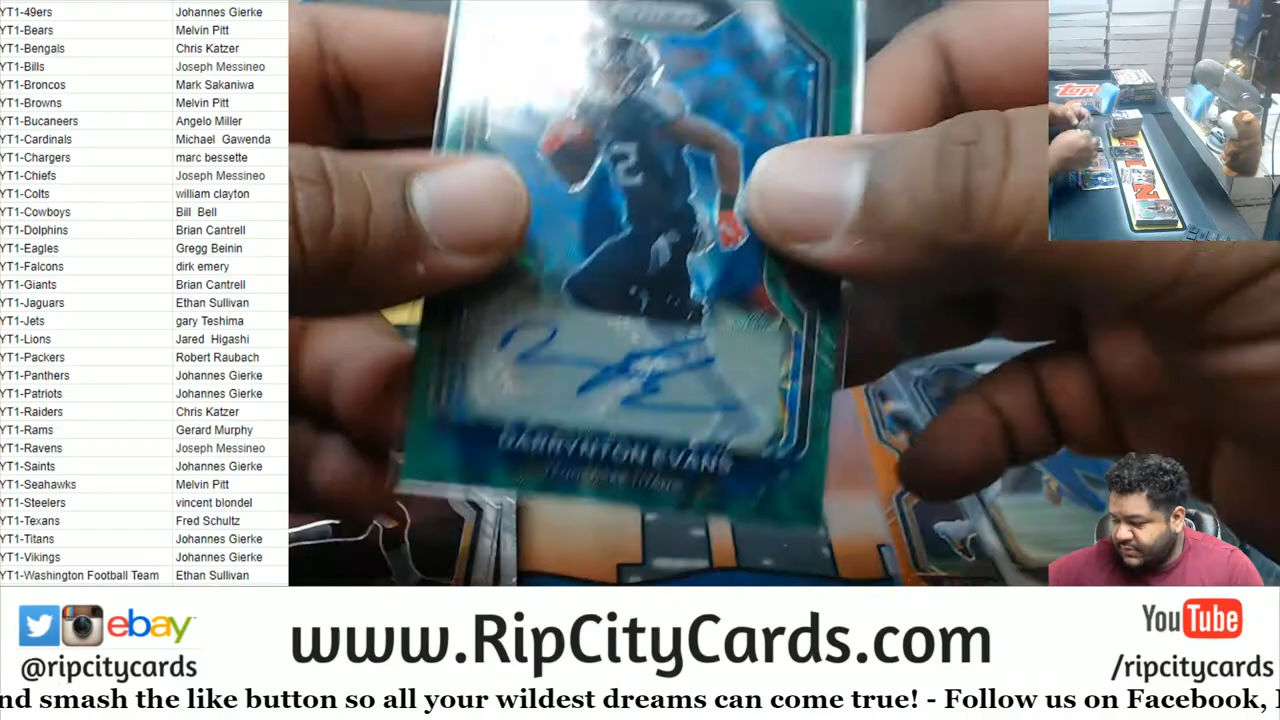 YT1-49ers Johannes Gierke
YT1-Bears Melvin Pitt
YT1-Bengals Chris Katzer
YT1-Bills Joseph Messineo
YT1-Broncos Mark Sakaniwa
YT1-Browns Melvin Pitt
YT1-Bucaneers Angelo Miller
YT1-Cardinals Michael Gawenda
YT1-Chargers marc bessette
YT1-Chiefs Joseph Messineo
YT1-Colts william clayton
YT1-Cowboys Bill Bell
YT1-Dolphins Brian Cantrell
YT1-Eagles Gregg Beinin
YT1-Falcons dirk emery
YT1-Giants Brian Cantrell
YT1-Jaguars Ethan Sullivan
YT1-Jets gary Teshima
YT1-Lions Jared Higashi
YT1-Packers Robert Raubach
YT1-Panthers Johannes Gierke
YT1-Patriots Johannes Gierke
YT1-Raiders Chris Katzer
YT1-Rams Gerard Murphy
YT1-Ravens Joseph Messineo
YT1-Saints Johannes Gierke
YT1-Seahawks Melvin Pitt
YT1-Steelers vincent blondel
YT1-Texans Fred Schultz
YT1-Titans Johannes Gierke
YT1-Vikings Johannes Gierke
YT1-Washington Football Team Ethan Sullivan
2
DARRYNTON EVANS
Topps
ebay
@ripcitycards
www.RipCityCards.com
YouTube
/ripcitycards
nd smash the like button so all your wildest dreams can come true! - Follow us on Facebook,